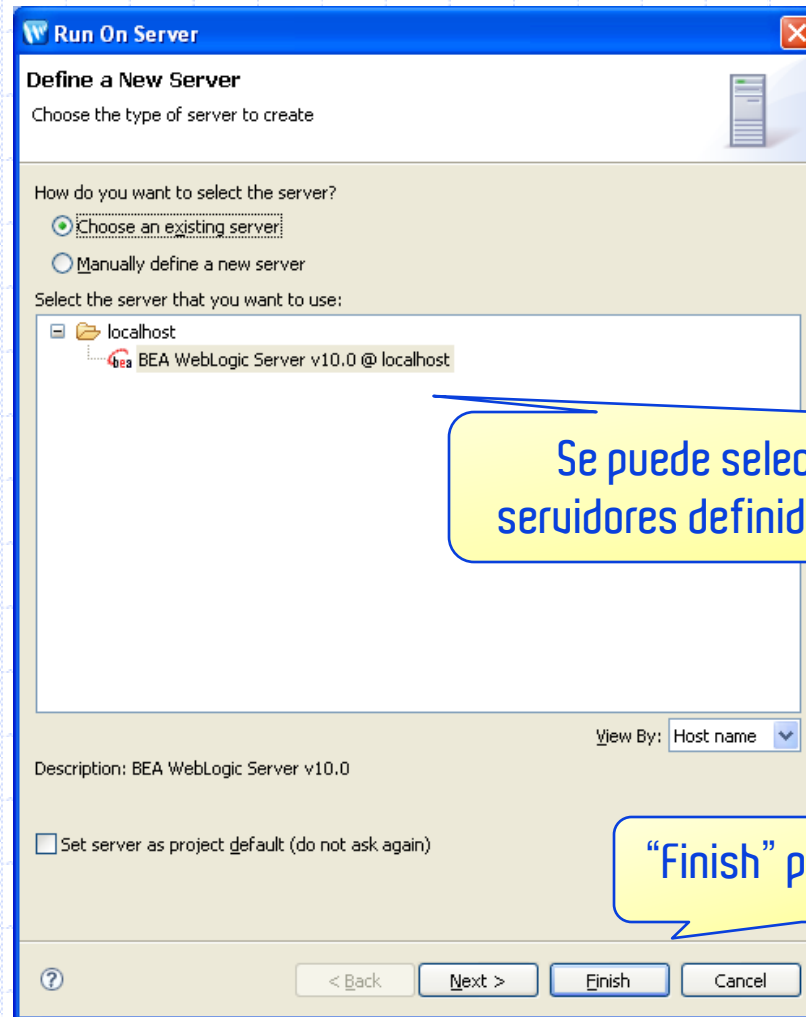 Run On Server
Define a New Server
Choose the type of server to create
How do you want to select the server?
Choose an existing server
Manually define a new server
Select the server that you want to use:
localhost
bea BEA WebLogic Server v10.0 @ localhost
Se puede selec
servidores definid
View By: Host name
Description: BEA WebLogic Server v10.0
Set server as project default (do not ask again)
“Finish” p
? < Back Next > Finish Cancel